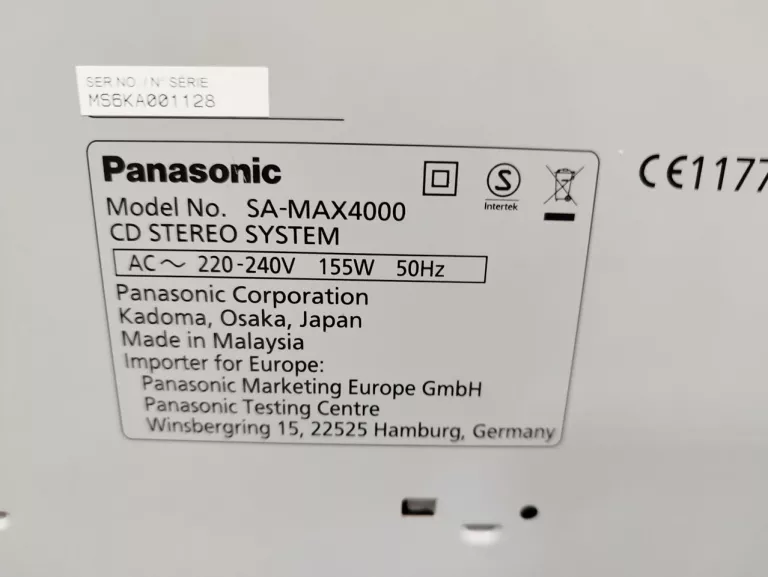 SER.NO. / N° SÉRIE
MS6KA001128
Panasonic
Model No. SA-MAX4000
CD STEREO SYSTEM
AC~ 220-240V 155W 50Hz
Panasonic Corporation
Kadoma, Osaka, Japan
Made in Malaysia
Importer for Europe:
Panasonic Marketing Europe GmbH
Panasonic Testing Centre
Winsbergring 15, 22525 Hamburg, Germany
S
Intertek
CE1177